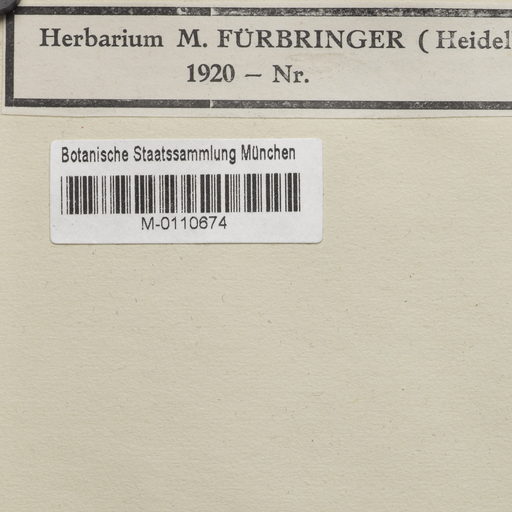 Herbarium M. FÜRBRINGER (Heidel
1920 – Nr.
Botanische Staatssammlung München
M-0110674